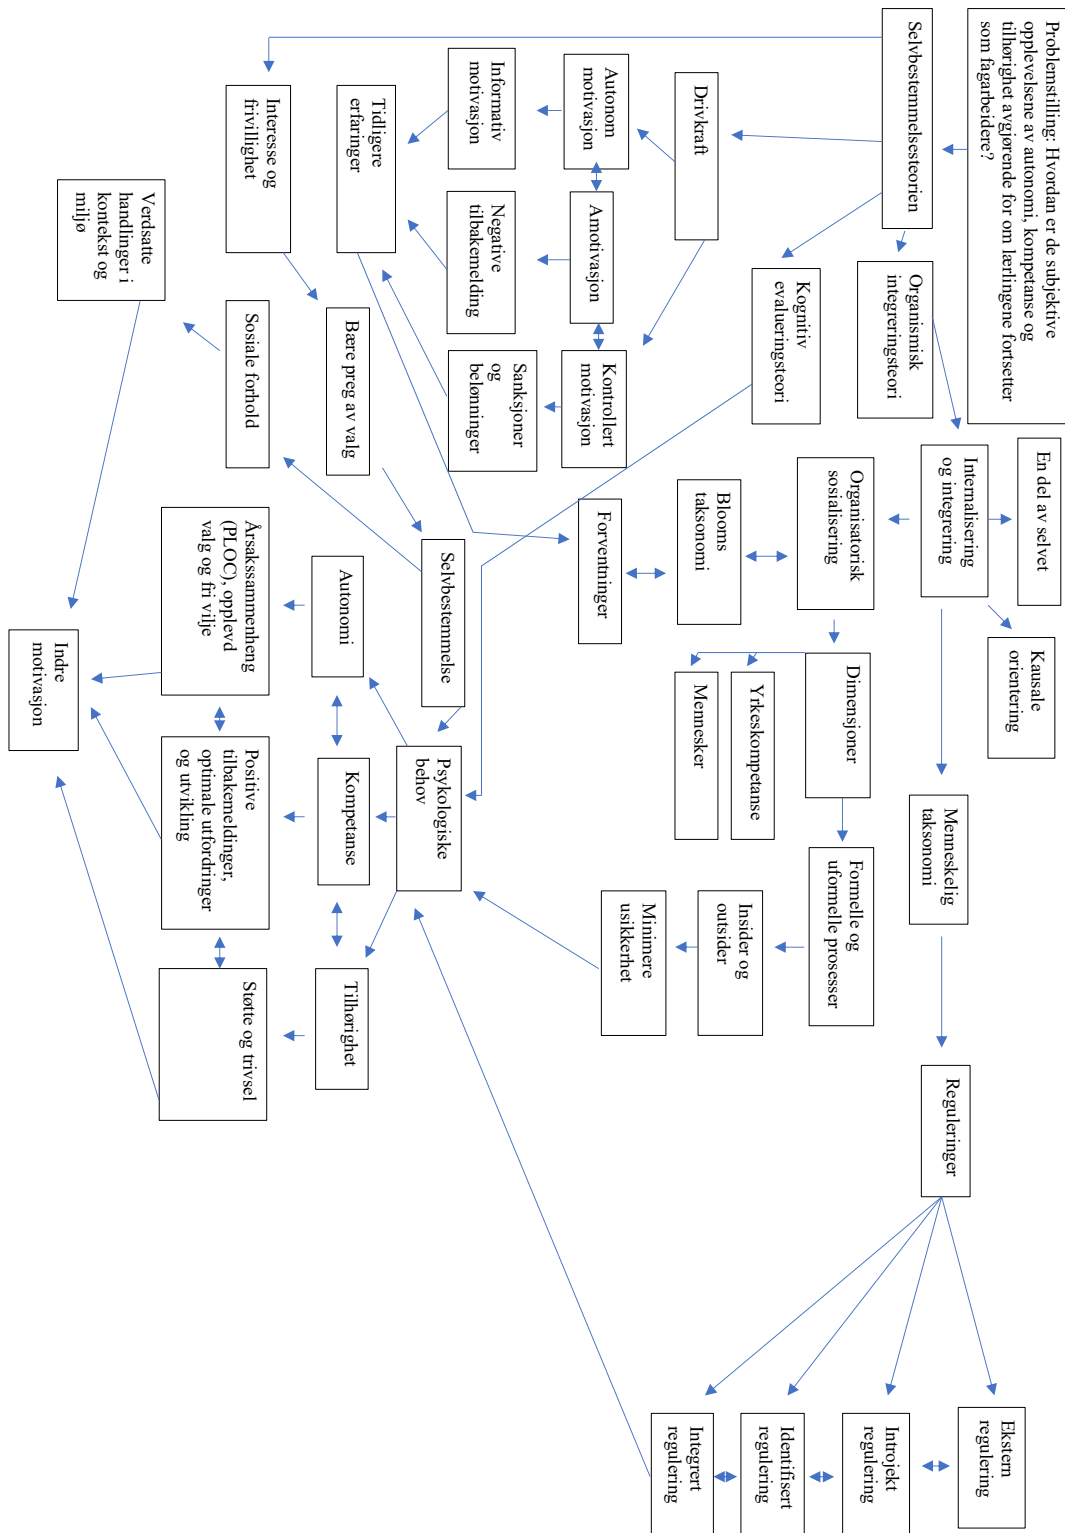 Problemstilling: Hvordan er de subjektive
opplevelsene av autonomi, kompetanse og
tilhørighet avgjørende for om lærlingene fortsetter
som fagarbeidere?
Selvbestemmelsesteorien
Organismisk
integreringsteori
Kognitiv
evalueringsteori
Drivkraft
Autonom
motivasjon
Amotivasjon
Kontrollert
motivasjon
Informativ
motivasjon
Negative
tilbakemelding
Sanksjoner
og
belønninger
Tidligere
erfaringer
Interesse og
frivillighet
Bære preg av valg
Sosiale forhold
Verdsatte
handlinger i
kontekst og
miljø
En del av selvet
Internalisering
og integrering
Kausale
orientering
Organisatorisk
sosialisering
Blooms
taksonomi
Forventninger
Dimensjoner
Yrkeskompetanse
Mennesker
Menneskelig
taksonomi
Formelle og
uformelle prosesser
Insider og
outsider
Minimere
usikkerhet
Reguleringer
Ekstern
regulering
Introjekt
regulering
Identifisert
regulering
Integrert
regulering
Selvbestemmelse
Psykologiske
behov
Autonomi
Kompetanse
Tilhørighet
Årsakssammenheng
(PLOC), opplevd
valg og fri vilje
Positive
tilbakemeldinger,
optimale utfordringer
og utvikling
Støtte og trivsel
Indre
motivasjon